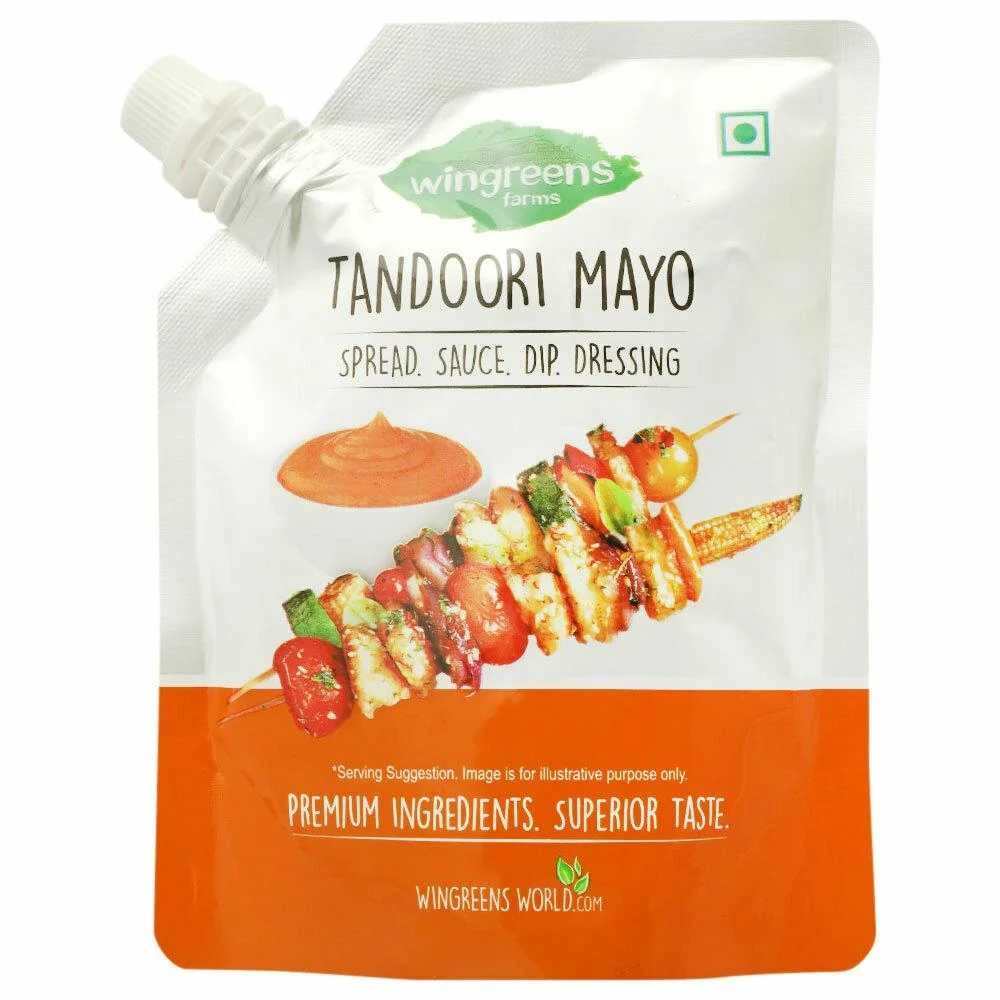 wingreens
farms
TANDOORI MAYO
SPREAD. SAUCE. DIP. DRESSING
*Serving Suggestion. Image is for illustrative purpose only.
PREMIUM INGREDIENTS. SUPERIOR TASTE.
WINGREENS WORLD.COM